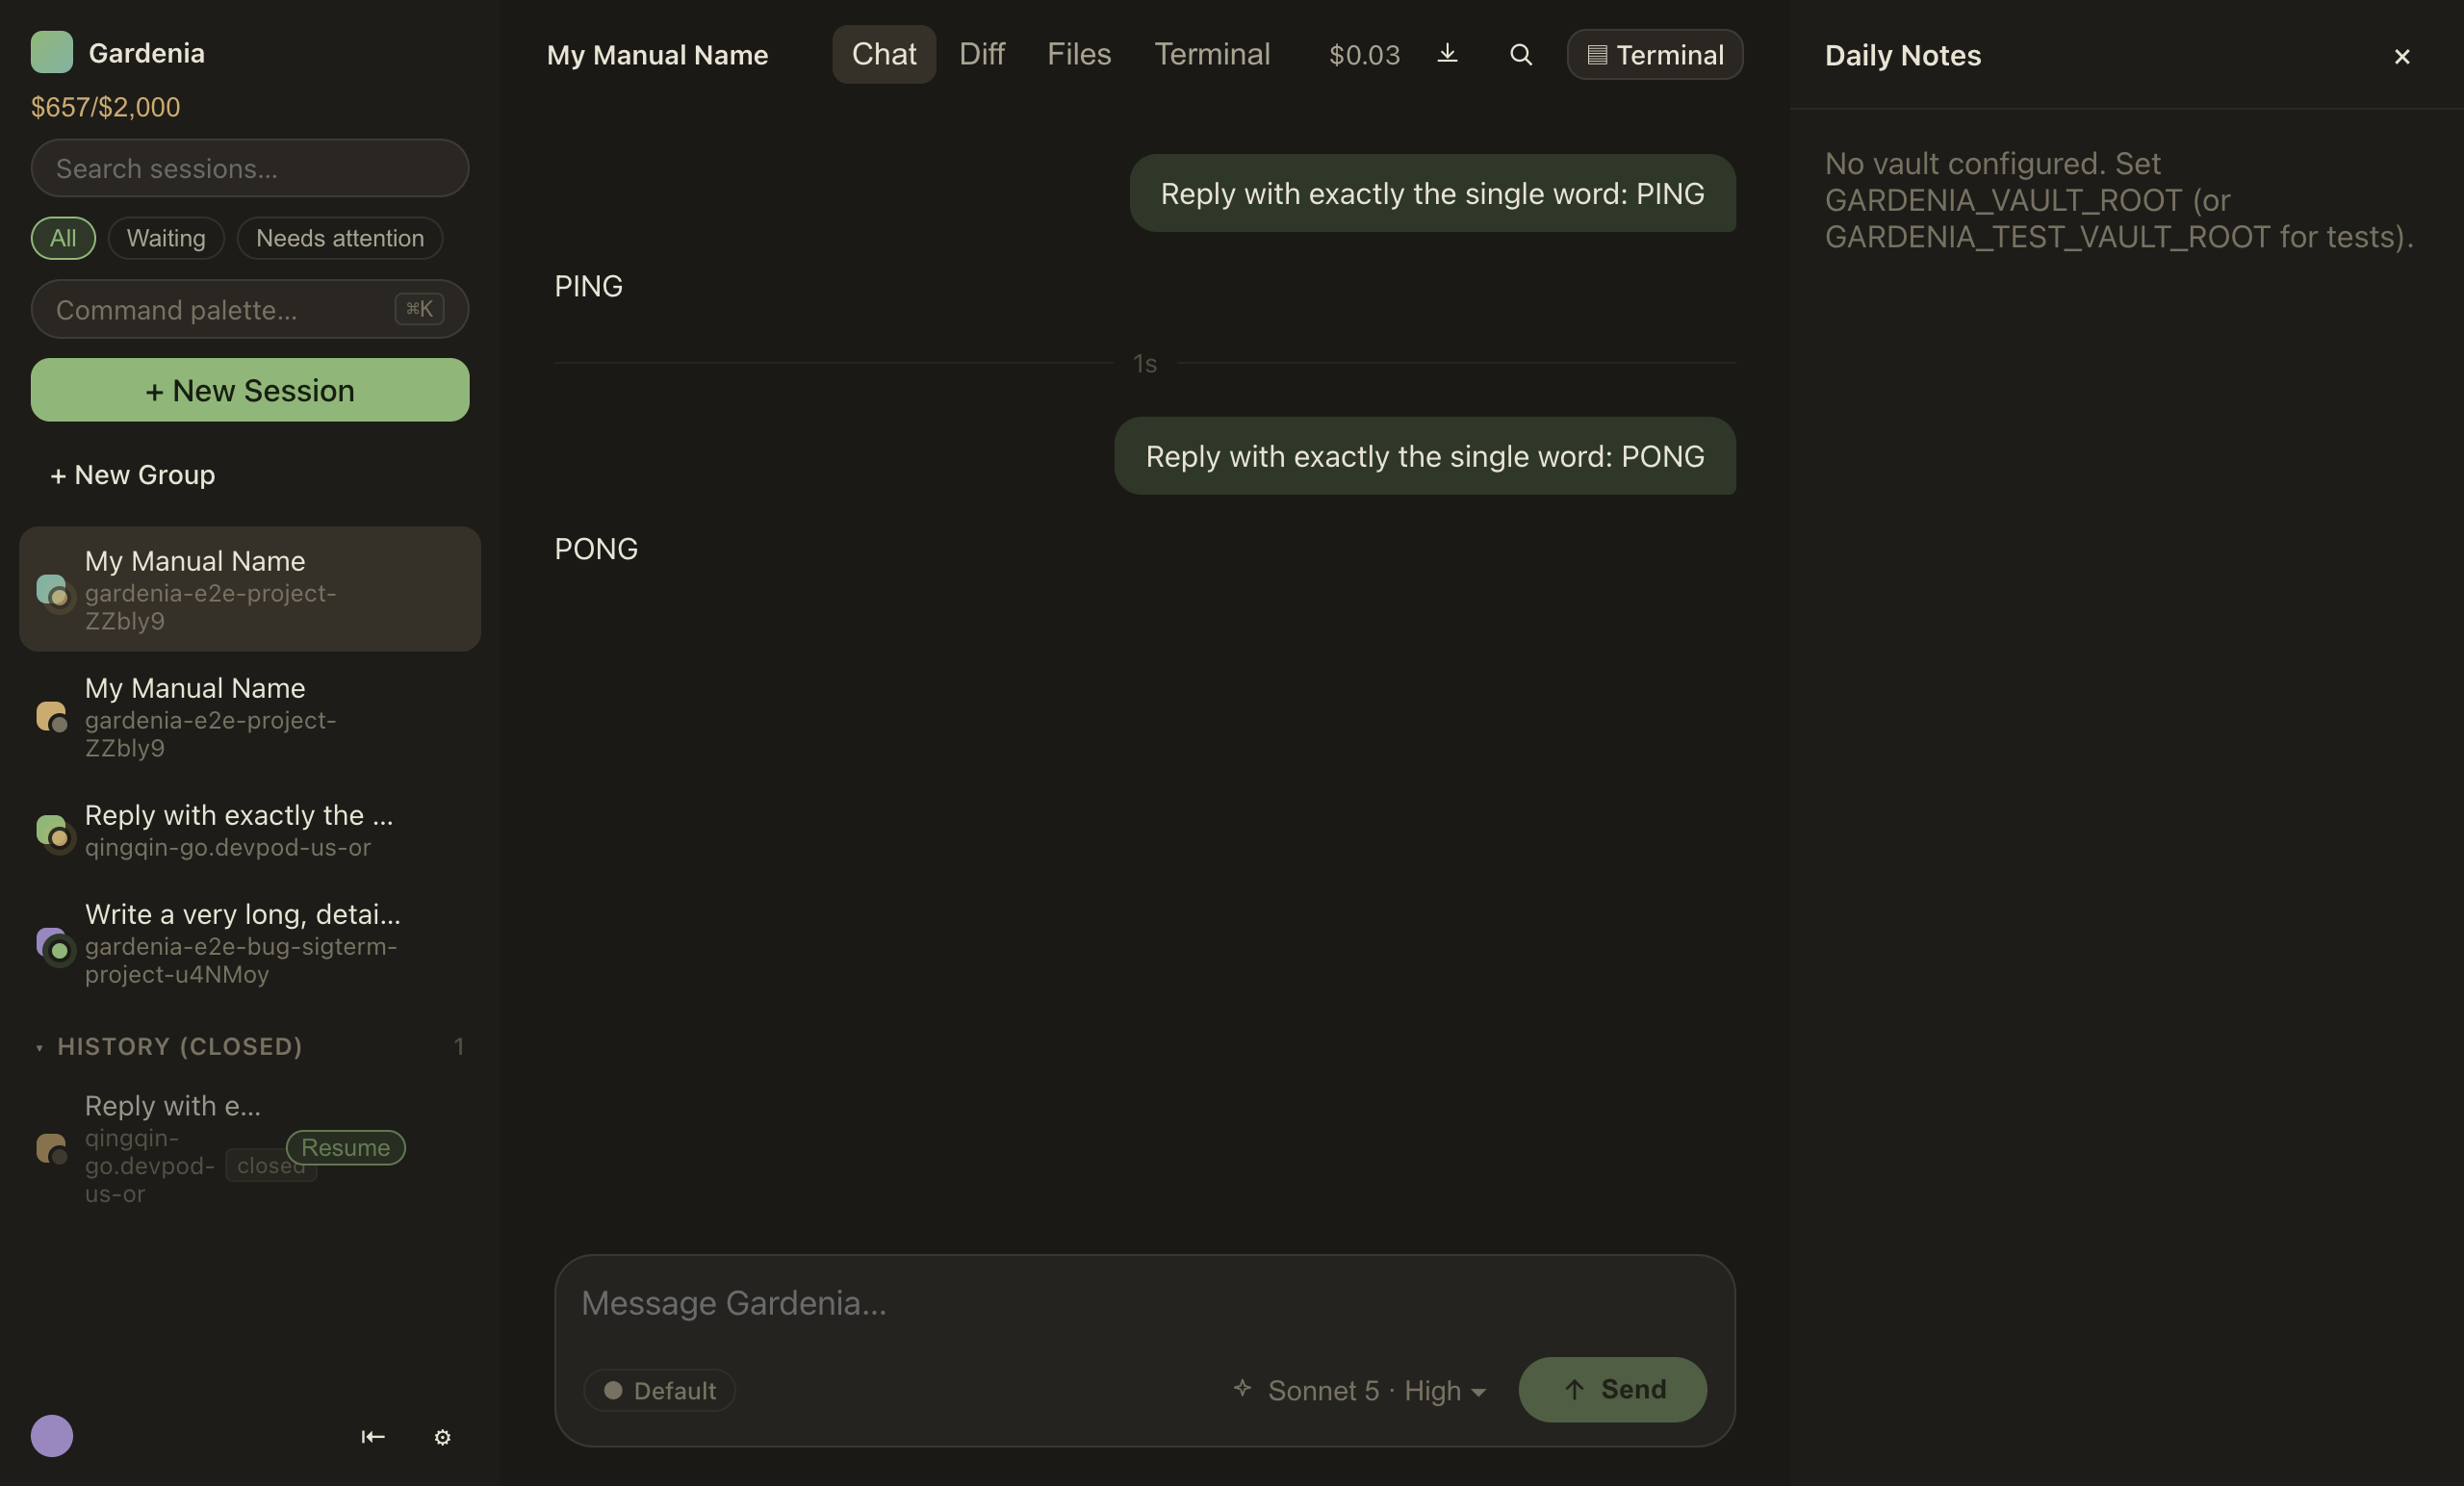 Gardenia
$657/$2,000
Search sessions...
All Waiting Needs attention
Command palette... ⌘K
+ New Session
+ New Group
My Manual Name
gardenia-e2e-project-
ZZbly9
My Manual Name
gardenia-e2e-project-
ZZbly9
Reply with exactly the ...
qingqin-go.devpod-us-or
Write a very long, detai...
gardenia-e2e-bug-sigterm-
project-u4NMoy
HISTORY (CLOSED) 1
Reply with e...
qingqin-
go.devpod-
us-or
closed
Resume
My Manual Name
Chat Diff Files Terminal $0.03 Terminal
Reply with exactly the single word: PING
PING
1s
Reply with exactly the single word: PONG
PONG
Message Gardenia...
Default
Sonnet 5 · High
Send
Daily Notes
No vault configured. Set
GARDENIA_VAULT_ROOT (or
GARDENIA_TEST_VAULT_ROOT for tests).